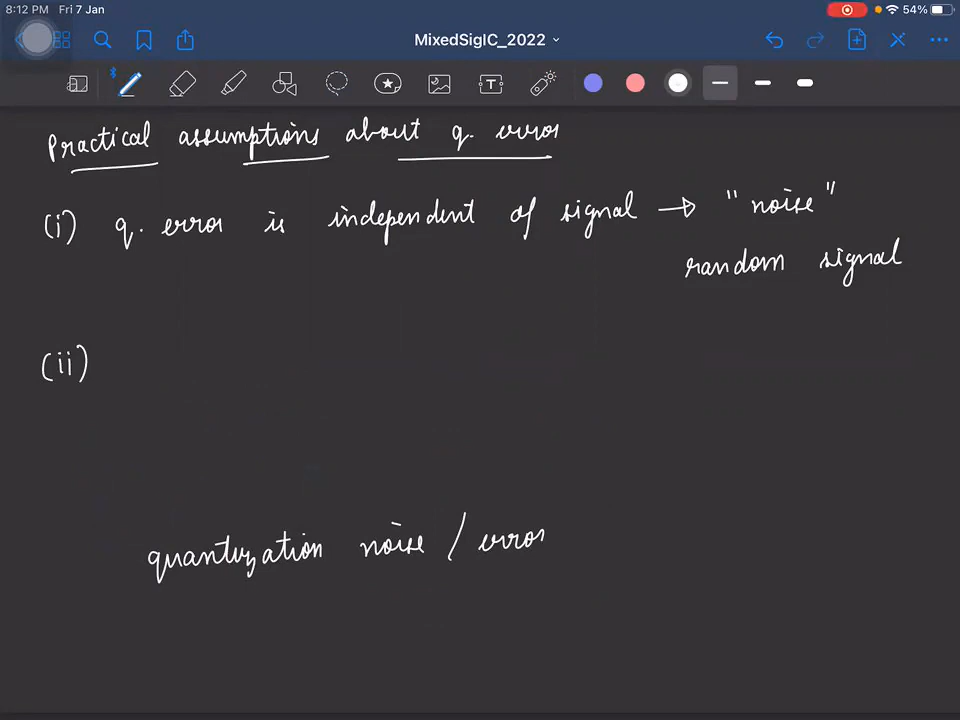 8:12 PM Fri 7 Jan 54%
MixedSigIC_2022
Practical assumptions about q. error
(i) q. error is independent of signal → "noise"
random signal
(ii)
quantization noise / error